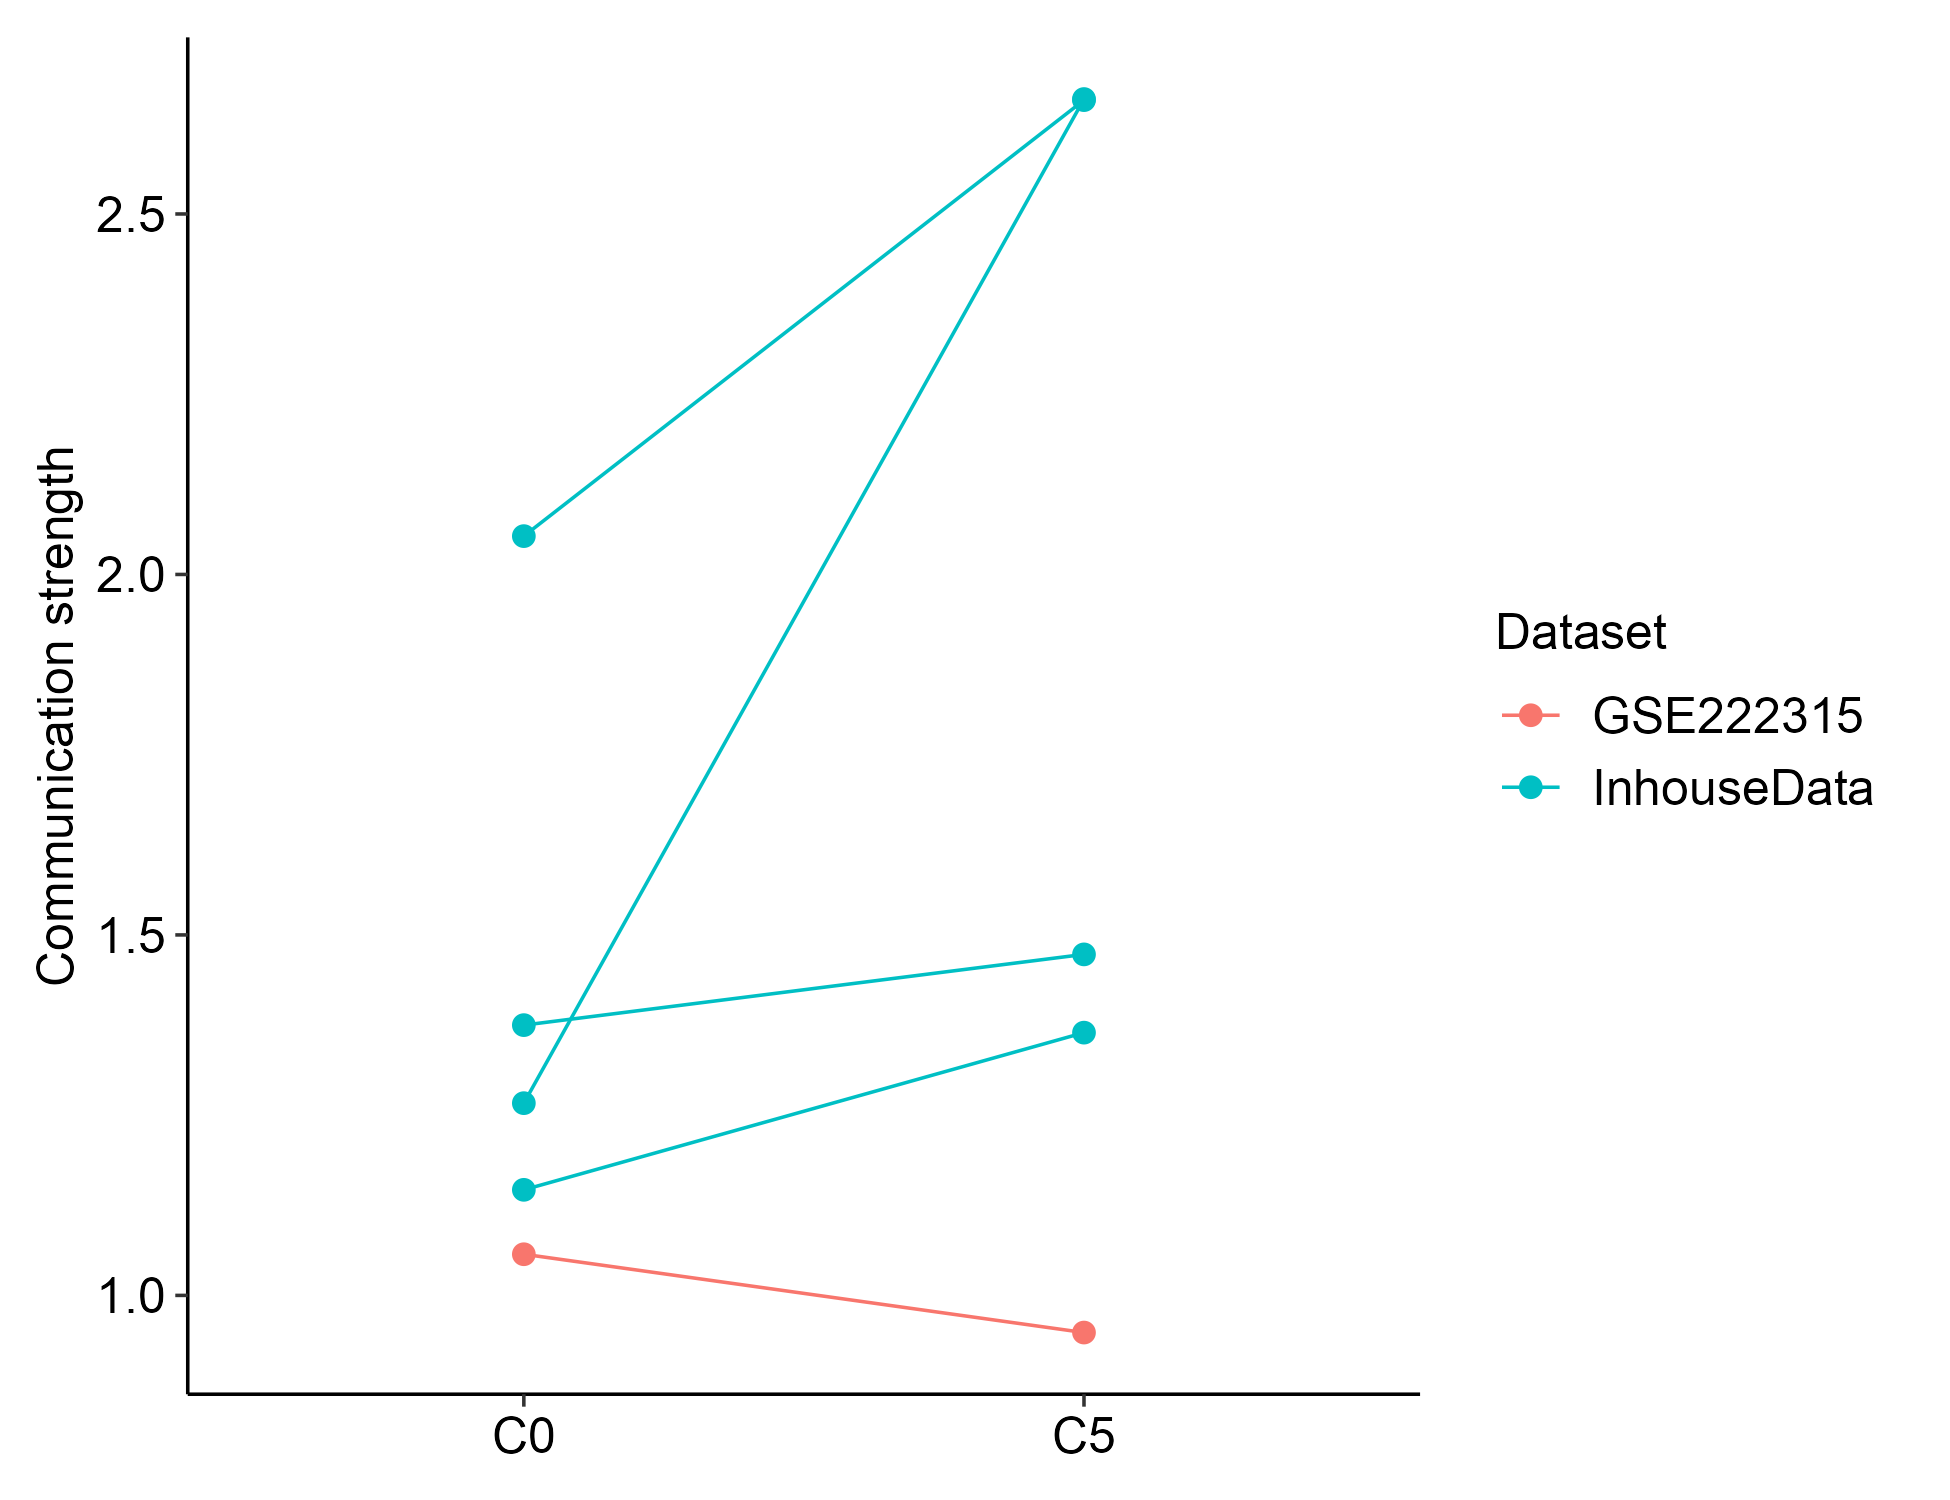 Communication strength
2.5
2.0
1.5
1.0
C0
C5
Dataset
GSE222315
InhouseData